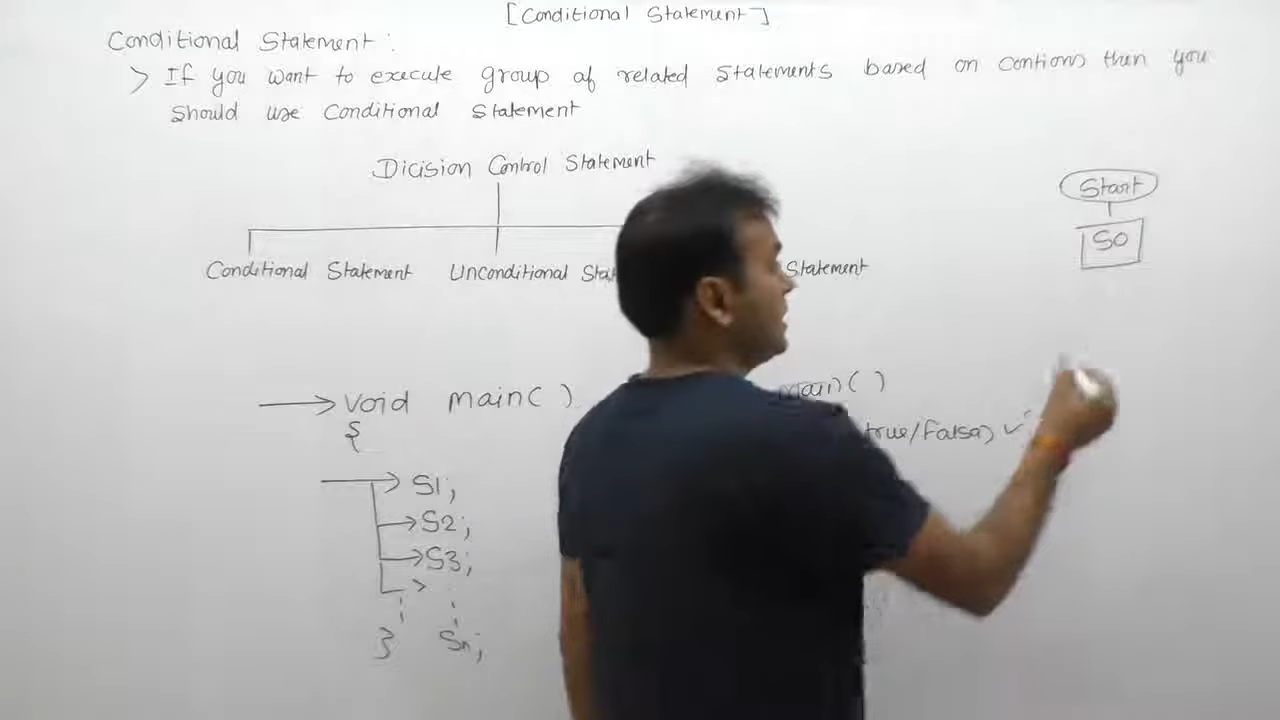 [Conditional Statement]
Conditional Statement :
> If you want to execute group of related statements based on contions then you
should use Conditional Statement
Dicision Control Statement
Conditional Statement Unconditional Statement
Start
S0
void main( ) main( )
{ true/False) ✓
S1;
S2;
S3;
} Sn;